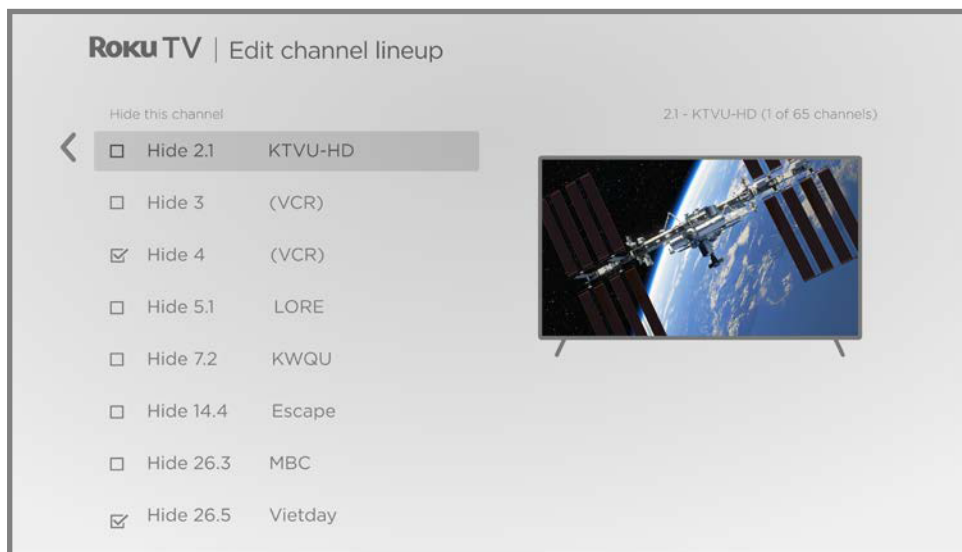 Roku TV | Edit channel lineup
Hide this channel
2.1 - KTVU-HD (1 of 65 channels)
Hide 2.1 KTVU-HD
Hide 3 (VCR)
Hide 4 (VCR)
Hide 5.1 LORE
Hide 7.2 KWQU
Hide 14.4 Escape
Hide 26.3 MBC
Hide 26.5 Vietday